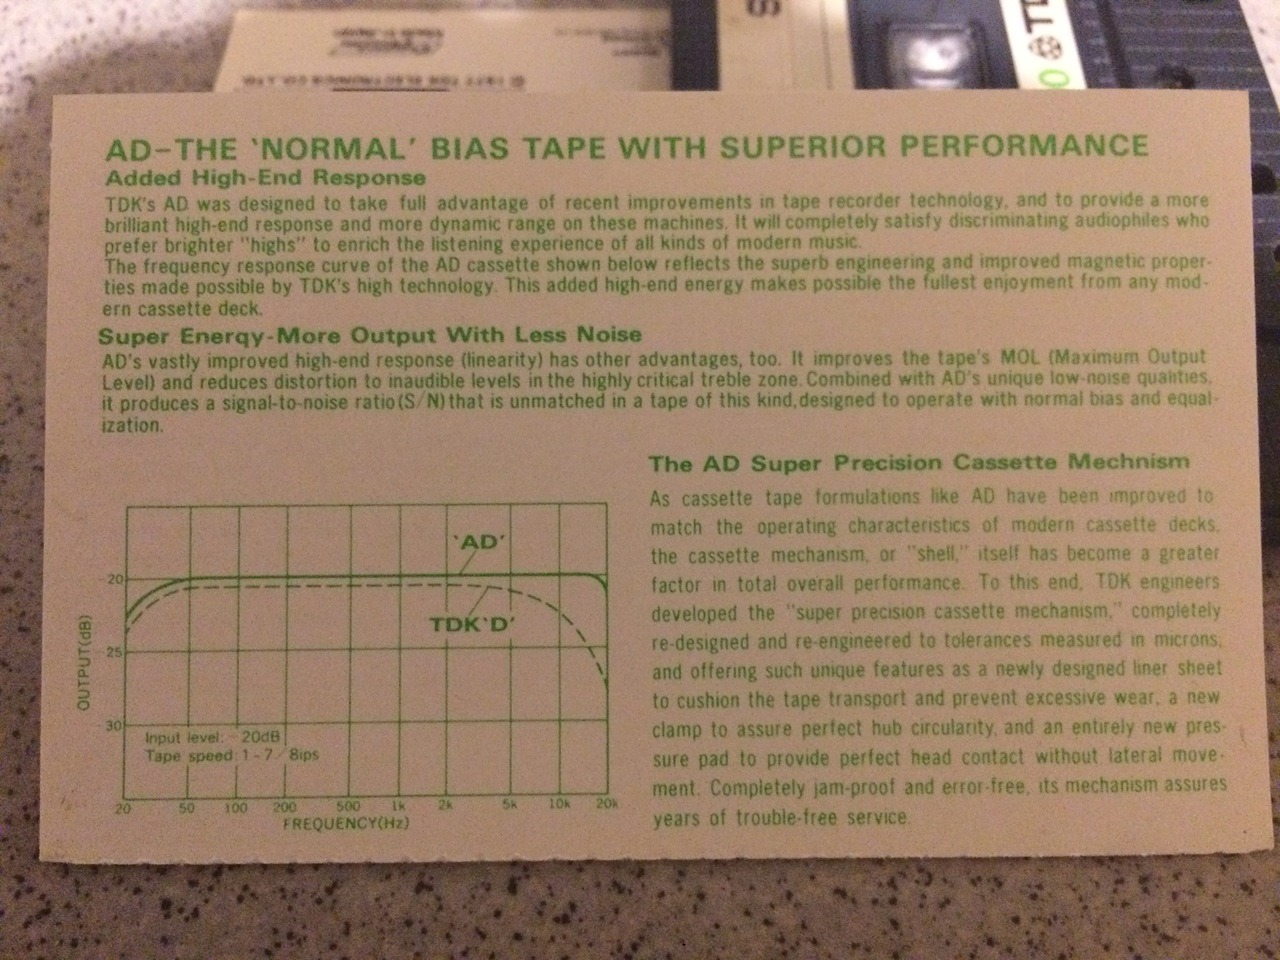 © 1977 TDK ELECTRONICS CO., LTD.
AD-THE 'NORMAL' BIAS TAPE WITH SUPERIOR PERFORMANCE
Added High-End Response
TDK's AD was designed to take full advantage of recent improvements in tape recorder technology, and to provide a more
brilliant high-end response and more dynamic range on these machines. It will completely satisfy discriminating audiophiles who
prefer brighter "highs" to enrich the listening experience of all kinds of modern music.
The frequency response curve of the AD cassette shown below reflects the superb engineering and improved magnetic proper-
ties made possible by TDK's high technology. This added high-end energy makes possible the fullest enjoyment from any mod-
ern cassette deck.
Super Energy-More Output With Less Noise
AD's vastly improved high-end response (linearity) has other advantages, too. It improves the tape's MOL (Maximum Output
Level) and reduces distortion to inaudible levels in the highly critical treble zone. Combined with AD's unique low-noise qualities,
it produces a signal-to-noise ratio (S/N) that is unmatched in a tape of this kind, designed to operate with normal bias and equal-
ization.
OUTPUT(dB)
-20
25
30
'AD'
TDK'D'
Input level: -20dB
Tape speed: 1-7/8ips
20 50 100 200 500 1k 2k 5k 10k 20k
FREQUENCY(Hz)
The AD Super Precision Cassette Mechnism
As cassette tape formulations like AD have been improved to
match the operating characteristics of modern cassette decks,
the cassette mechanism, or "shell," itself has become a greater
factor in total overall performance. To this end, TDK engineers
developed the "super precision cassette mechanism," completely
re-designed and re-engineered to tolerances measured in microns,
and offering such unique features as a newly designed liner sheet
to cushion the tape transport and prevent excessive wear, a new
clamp to assure perfect hub circularity, and an entirely new pres-
sure pad to provide perfect head contact without lateral move-
ment. Completely jam-proof and error-free, its mechanism assures
years of trouble-free service.